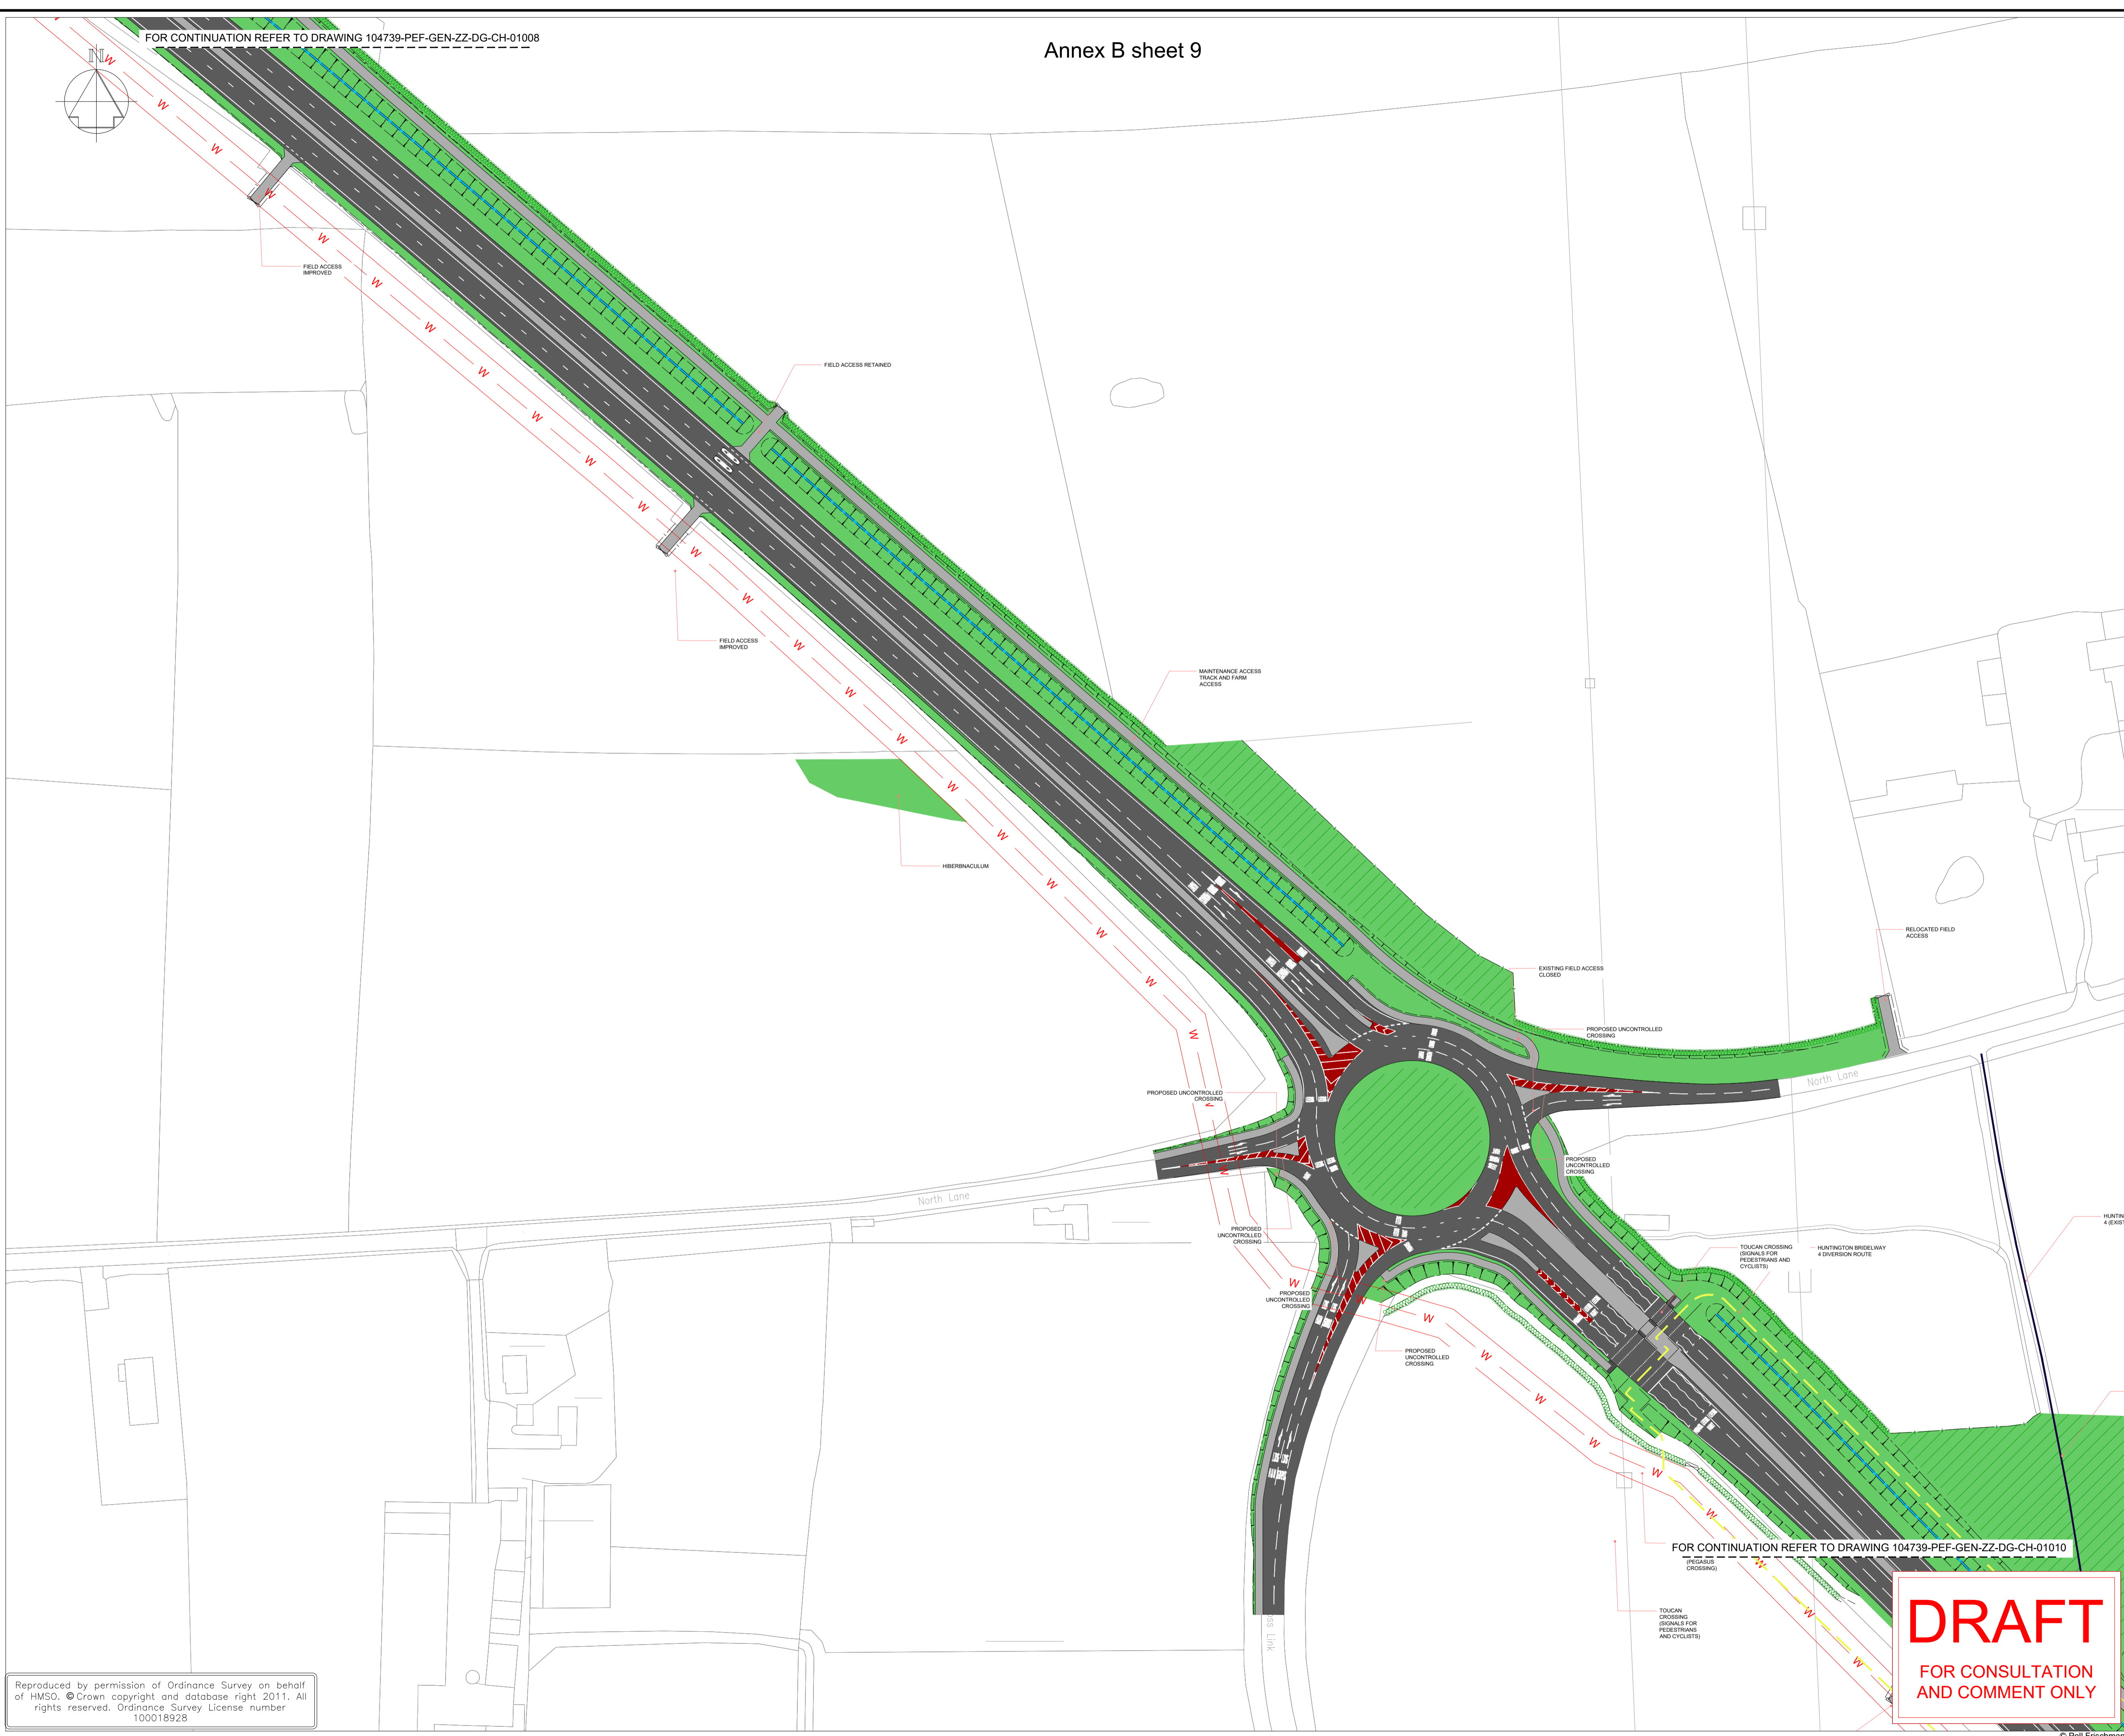 FOR CONTINUATION REFER TO DRAWING 104739-PEF-GEN-ZZ-DG-CH-01008
Annex B sheet 9
N
FIELD ACCESS
IMPROVED
FIELD ACCESS RETAINED
FIELD ACCESS
IMPROVED
MAINTENANCE ACCESS
TRACK AND FARM
ACCESS
HIBERBNACULUM
RELOCATED FIELD
ACCESS
EXISTING FIELD ACCESS
CLOSED
PROPOSED UNCONTROLLED
CROSSING
North Lane
PROPOSED UNCONTROLLED
CROSSING
PROPOSED
UNCONTROLLED
CROSSING
North Lane
PROPOSED
UNCONTROLLED
CROSSING
TOUCAN CROSSING
(SIGNALS FOR
PEDESTRIANS AND
CYCLISTS)
HUNTINGTON BRIDELWAY
4 DIVERSION ROUTE
HUNTIN
4 (EXIST
PROPOSED
UNCONTROLLED
CROSSING
PROPOSED
UNCONTROLLED
CROSSING
FOR CONTINUATION REFER TO DRAWING 104739-PEF-GEN-ZZ-DG-CH-01010
(PEGASUS
CROSSING)
TOUCAN
CROSSING
(SIGNALS FOR
PEDESTRIANS
AND CYCLISTS)
oss Link
DRAFT
FOR CONSULTATION
AND COMMENT ONLY
Reproduced by permission of Ordinance Survey on behalf
of HMSO. © Crown copyright and database right 2011. All
rights reserved. Ordinance Survey License number
100018928